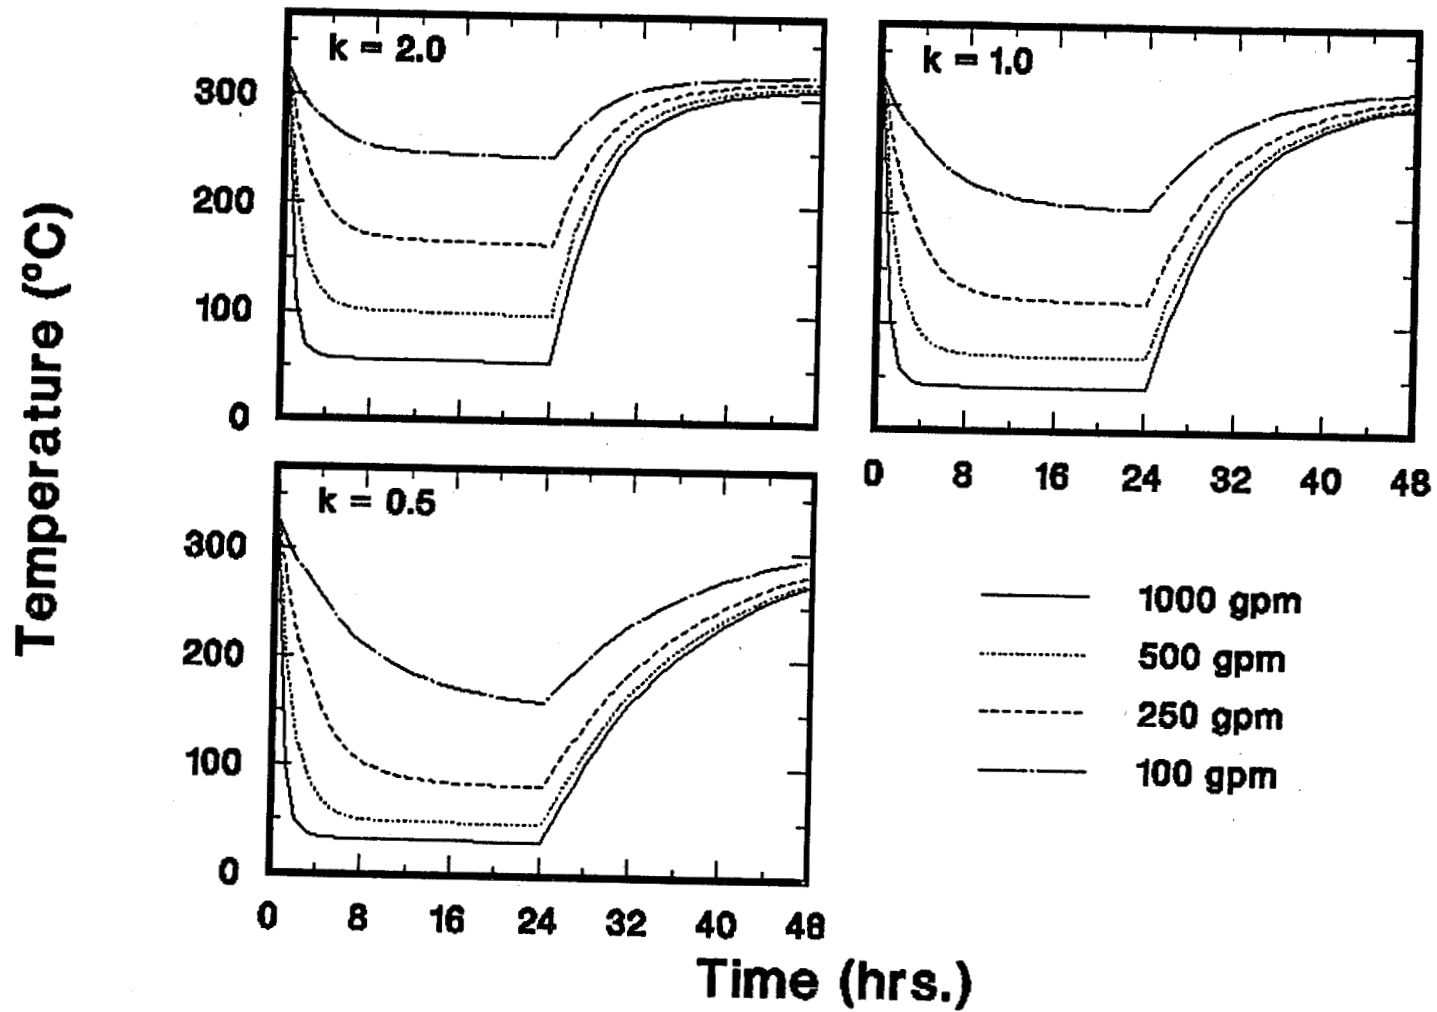 k = 2.0
k = 1.0
300
200
100
0
Temperature (°C)
0 8 16 24 32 40 48
k = 0.5
300
200
100
0
0 8 16 24 32 40 48
Time (hrs.)
1000 gpm
500 gpm
250 gpm
100 gpm